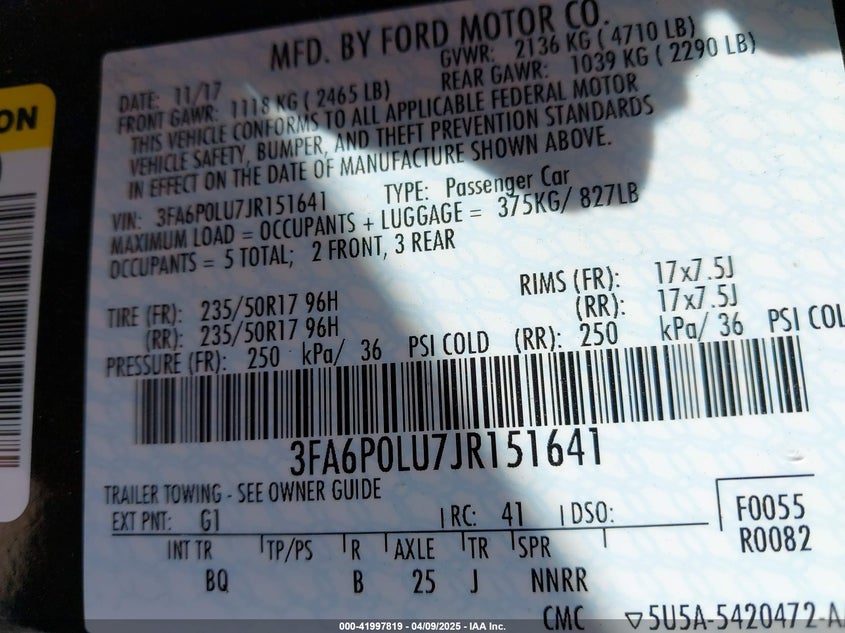 ON
MFD. BY FORD MOTOR CO.
DATE: 11/17 GVWR: 2136 KG ( 4710 LB)
FRONT GAWR: 1118 KG ( 2465 LB) REAR GAWR: 1039 KG ( 2290 LB)
THIS VEHICLE CONFORMS TO ALL APPLICABLE FEDERAL MOTOR
VEHICLE SAFETY, BUMPER, AND THEFT PREVENTION STANDARDS
IN EFFECT ON THE DATE OF MANUFACTURE SHOWN ABOVE.
VIN: 3FA6P0LU7JR151641 TYPE: Passenger Car
MAXIMUM LOAD = OCCUPANTS + LUGGAGE = 375KG/ 827LB
OCCUPANTS = 5 TOTAL; 2 FRONT, 3 REAR
TIRE (FR): 235/50R17 96H RIMS (FR): 17x7.5J
(RR): 235/50R17 96H (RR): 17x7.5J
PRESSURE (FR): 250 kPa/ 36 PSI COLD (RR): 250 kPa/ 36 PSI COL
3FA6P0LU7JR151641
TRAILER TOWING - SEE OWNER GUIDE
EXT PNT: G1 RC: 41 DSO: F0055
R0082
INT TR TP/PS R AXLE TR SPR
BQ B 25 J NNRR
CMC ▽5U5A-5420472-A
000-41997819 / 04/09/2025 - IAA Inc.